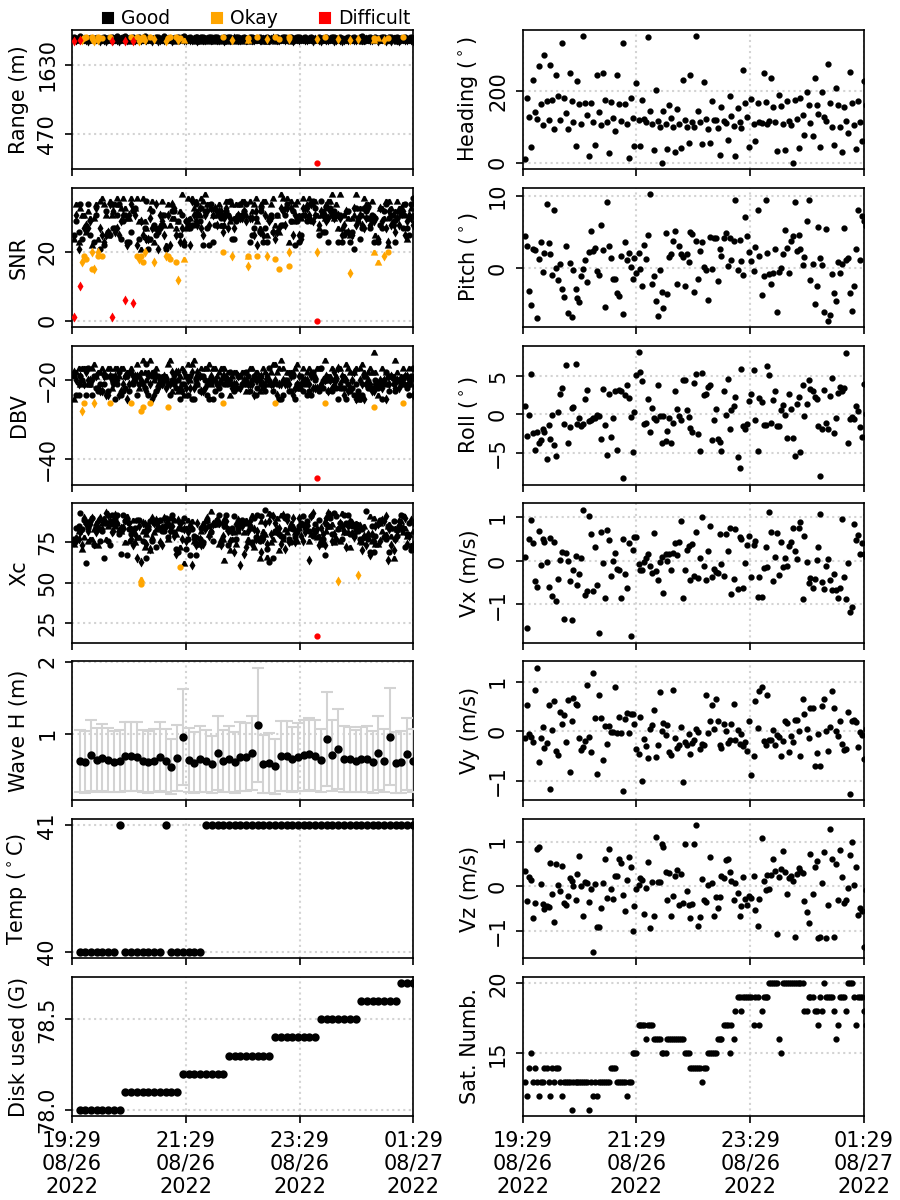 Good Okay Difficult
Range (m)
1630
470
Heading (°)
200
0
SNR
20
0
Pitch (°)
10
0
DBV
−20
−40
Roll (°)
5
0
−5
Xc
75
50
25
Vx (m/s)
1
0
−1
Wave H (m)
2
1
Vy (m/s)
1
0
−1
Temp (°C)
41
40
Vz (m/s)
1
0
−1
Disk used (G)
78.5
78.0
Sat. Numb.
20
15
19:29 21:29 23:29 01:29
08/26 08/26 08/26 08/27
2022 2022 2022 2022
19:29 21:29 23:29 01:29
08/26 08/26 08/26 08/27
2022 2022 2022 2022